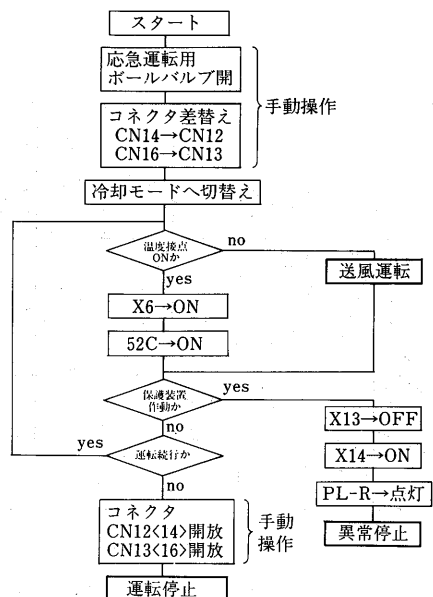 スタート
応急運転用
ボールバルブ開
コネクタ差替え
CN14→CN12
CN16→CN13
手動操作
冷却モードへ切替え
温度接点
ONか
no
yes
送風運転
X6→ON
52C→ON
保護装置
作動か
yes
no
X13→OFF
運転続行か
yes
no
X14→ON
PL-R→点灯
異常停止
コネクタ
CN12<14>開放
CN13<16>開放
手動
操作
運転停止